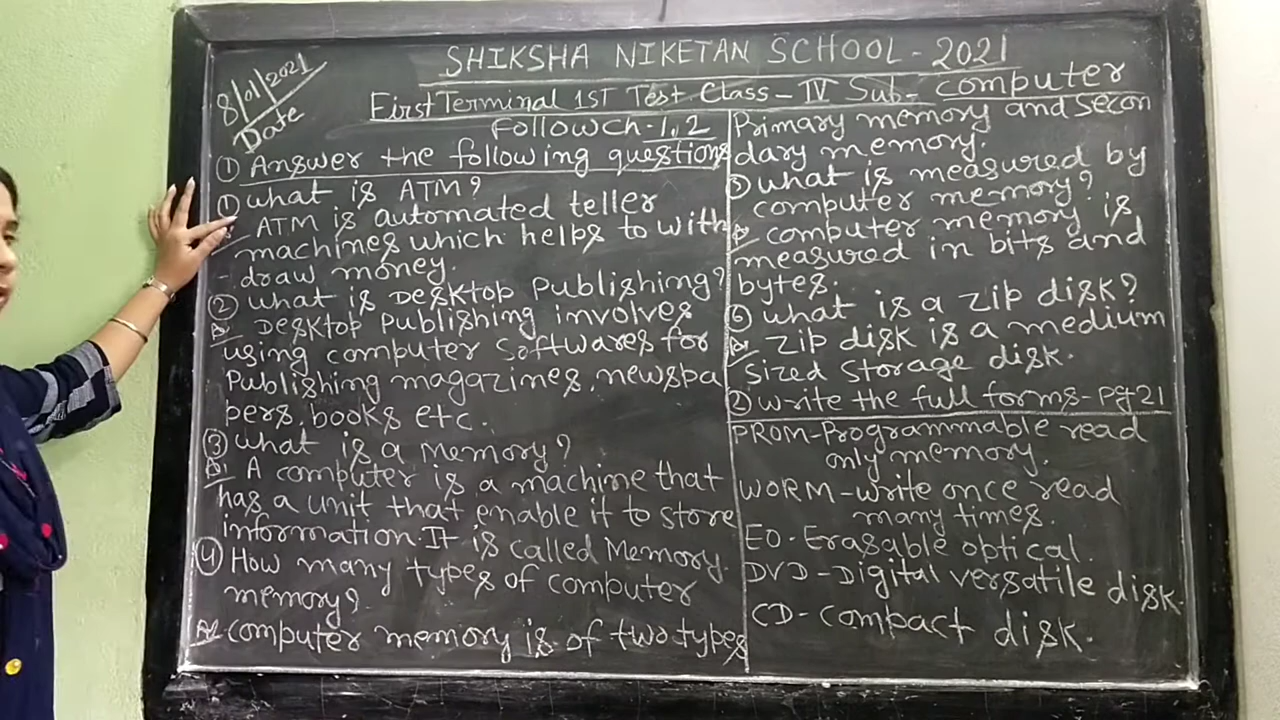 SHIKSHA NIKETAN SCHOOL - 2021
8/01/2021
Date
First Terminal 1ST Test Class - IV Sub - computer
Follow Ch - 1, 2
① Answer the following questions
① what is ATM?
ATM is automated teller
machines which helps to with
- draw money.
② what is Desktop publishing?
A. Desktop publishing involves
using computer softwares for
publishing magazines, newspa
pers, books etc.
③ what is a memory?
A. A computer is a machine that
has a unit that enable it to store
information. It is called Memory.
④ How many types of computer
memory?
A. computer memory is of two types
Primary memory and secon
dary memory.
⑤ what is measured by
computer memory?
A. computer memory is
measured in bits and
bytes.
⑥ what is a zip disk?
A. zip disk is a medium
sized storage disk.
② write the full forms - pg 21
PROM - Programmable read
only memory.
WORM - write once read
many times.
EO - Erasable optical.
DVD - Digital versatile disk.
CD - compact disk.